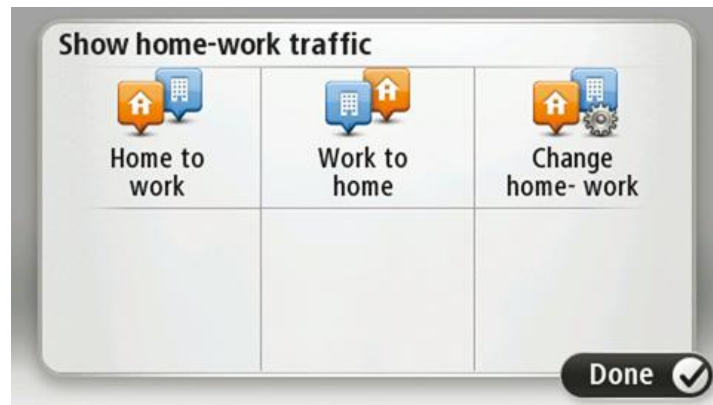 Show home-work traffic
Home to
work
Work to
home
Change
home- work
Done